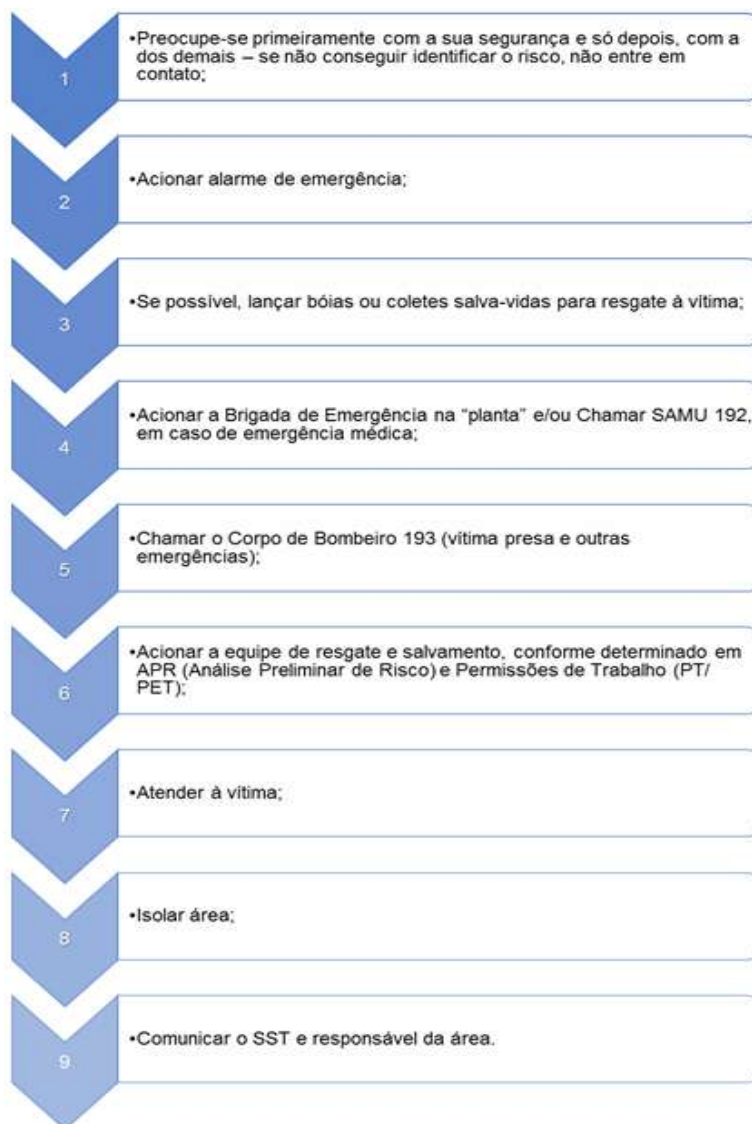 1
•Preocupe-se primeiramente com a sua segurança e só depois, com a
dos demais – se não conseguir identificar o risco, não entre em
contato;
2
•Acionar alarme de emergência;
3
•Se possível, lançar bóias ou coletes salva-vidas para resgate à vítima;
4
•Acionar a Brigada de Emergência na “planta” e/ou Chamar SAMU 192,
em caso de emergência médica;
5
•Chamar o Corpo de Bombeiro 193 (vítima presa e outras
emergências);
6
•Acionar a equipe de resgate e salvamento, conforme determinado em
APR (Análise Preliminar de Risco) e Permissões de Trabalho (PT/
PET);
7
•Atender à vítima;
8
•Isolar área;
9
•Comunicar o SST e responsável da área.